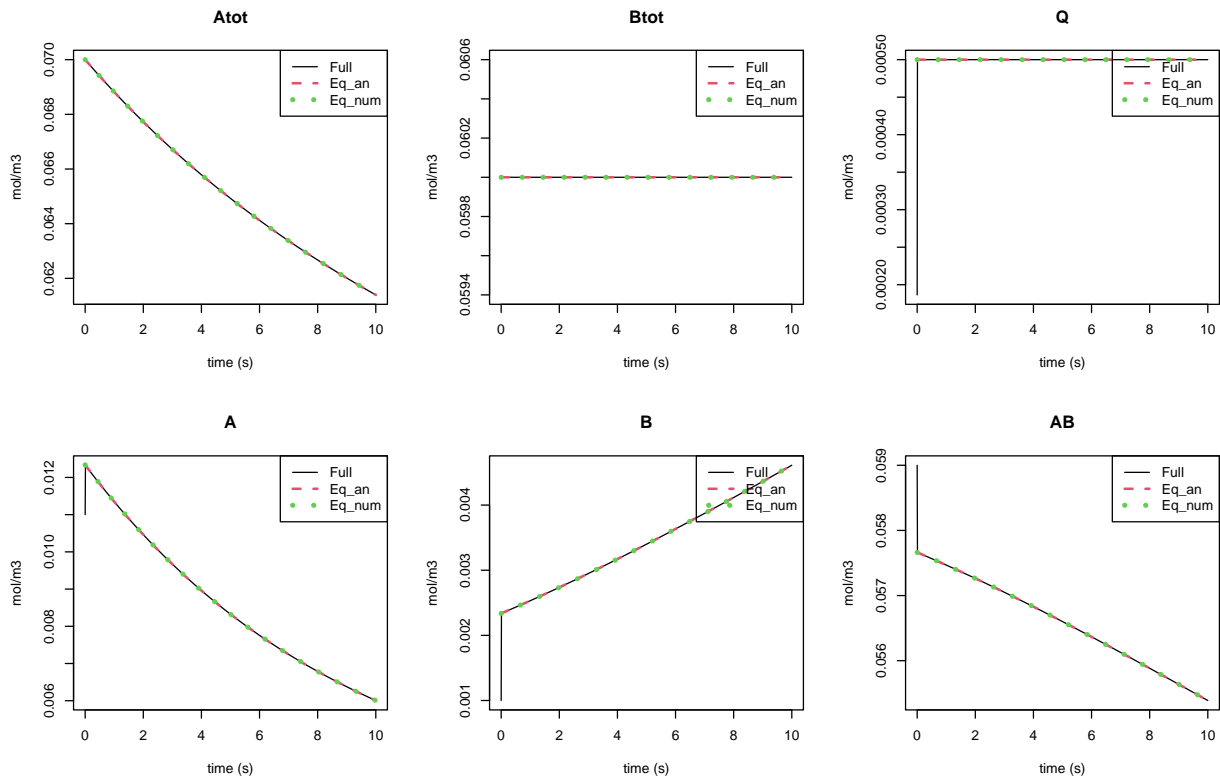 Atot
mol/m3
0.070
0.068
0.066
0.064
0.062
Full
Eq_an
Eq_num
0 2 4 6 8 10
time (s)
Btot
mol/m3
0.0606
0.0602
0.0598
0.0594
Full
Eq_an
Eq_num
0 2 4 6 8 10
time (s)
Q
mol/m3
0.00050
0.00040
0.00030
0.00020
Full
Eq_an
Eq_num
0 2 4 6 8 10
time (s)
A
mol/m3
0.012
0.010
0.008
0.006
Full
Eq_an
Eq_num
0 2 4 6 8 10
time (s)
B
mol/m3
0.004
0.003
0.002
0.001
Full
Eq_an
Eq_num
0 2 4 6 8 10
time (s)
AB
mol/m3
0.059
0.058
0.057
0.056
Full
Eq_an
Eq_num
0 2 4 6 8 10
time (s)